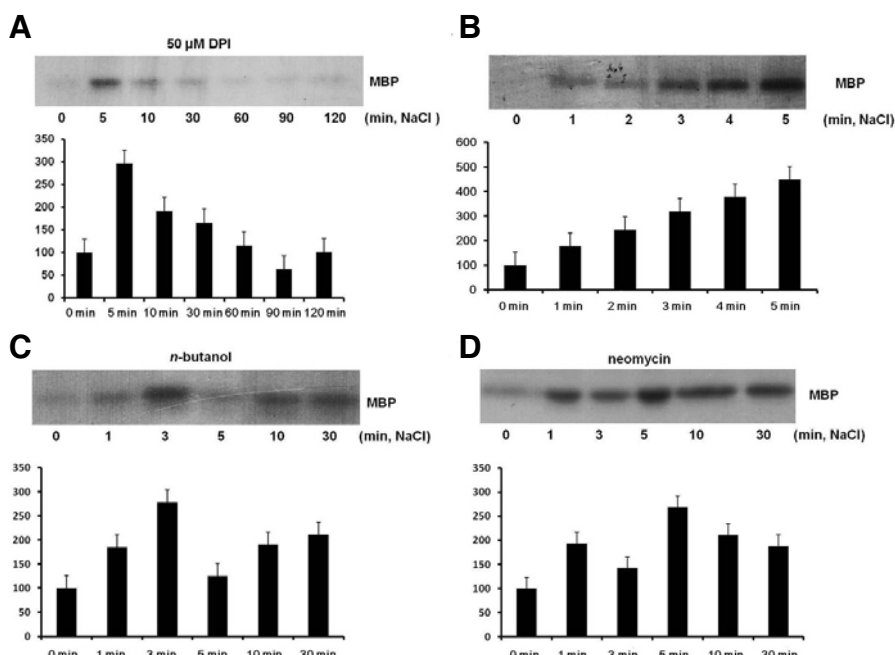 A
50 µM DPI
MBP
0 5 10 30 60 90 120 (min, NaCl )
350
300
250
200
150
100
50
0
0 min 5 min 10 min 30 min 60 min 90 min 120 min
B
MBP
0 1 2 3 4 5 (min, NaCl)
600
500
400
300
200
100
0
0 min 1 min 2 min 3 min 4 min 5 min
C
n-butanol
MBP
0 1 3 5 10 30 (min, NaCl)
350
300
250
200
150
100
50
0
0 min 1 min 3 min 5 min 10 min 30 min
D
neomycin
MBP
0 1 3 5 10 30 (min, NaCl)
350
300
250
200
150
100
50
0
0 min 1 min 3 min 5 min 10 min 30 min